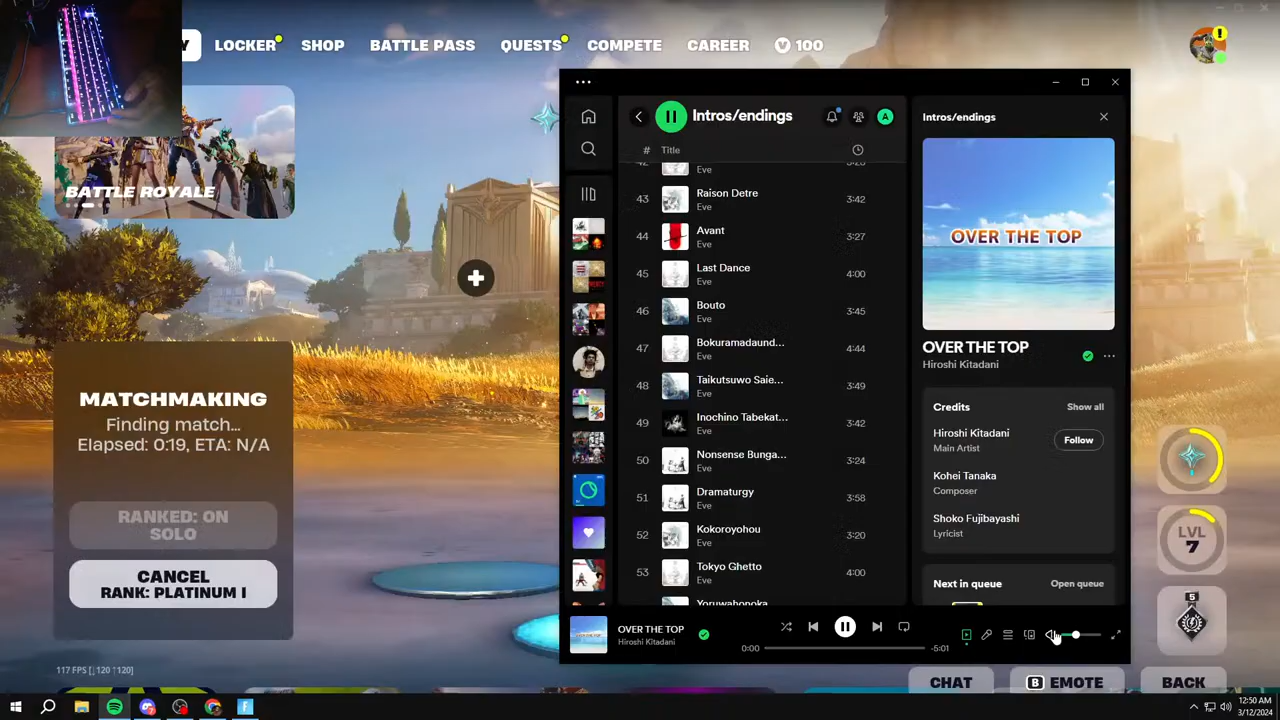 Y
LOCKER
SHOP
BATTLE PASS
QUESTS
COMPETE
CAREER
V 100
!
BATTLE ROYALE
MATCHMAKING
Finding match...
Elapsed: 0:19, ETA: N/A
RANKED: ON
SOLO
CANCEL
RANK: PLATINUM I
117 FPS [↓120 ↑120]
Intros/endings
A
# Title
42
3:28
Eve
43 Raison Detre 3:42
Eve
44 Avant 3:27
Eve
45 Last Dance 4:00
Eve
46 Bouto 3:45
Eve
47 Bokuramadaund... 4:44
Eve
48 Taikutsuwo Saie... 3:49
Eve
49 Inochino Tabekat... 3:42
Eve
50 Nonsense Bunga... 3:24
Eve
51 Dramaturgy 3:58
Eve
52 Kokoroyohou 3:20
Eve
53 Tokyo Ghetto 4:00
Eve
Yoruwahonoka
Intros/endings
OVER THE TOP
OVER THE TOP
Hiroshi Kitadani
Credits Show all
Hiroshi Kitadani
Main Artist
Follow
Kohei Tanaka
Composer
Shoko Fujibayashi
Lyricist
Next in queue Open queue
OVER THE TOP
Hiroshi Kitadani
0:00
-5:01
LVL
7
5
CHAT
B EMOTE
BACK
12:50 AM
3/12/2024